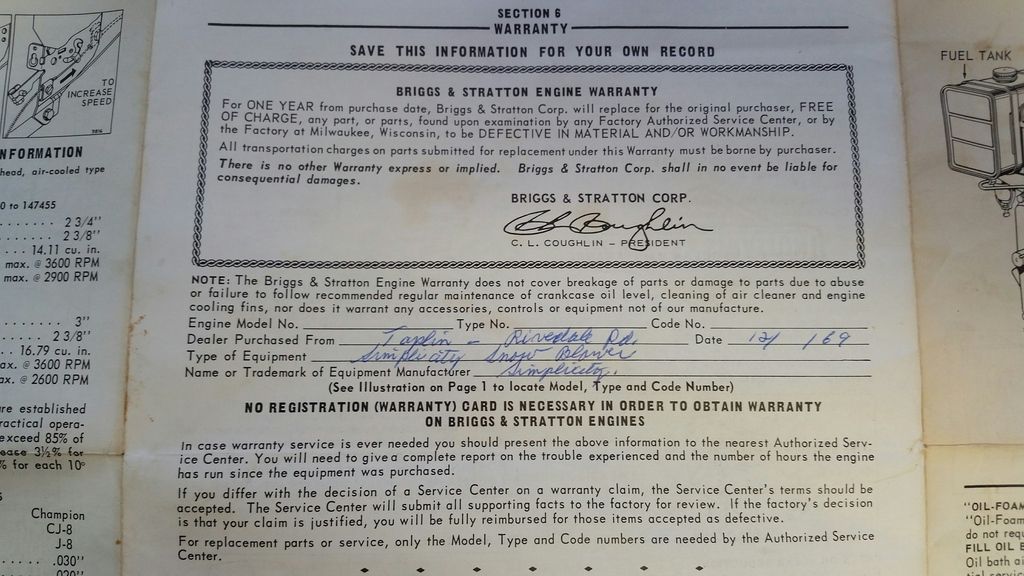 TO
INCREASE
SPEED
NFORMATION
head, air-cooled type
0 to 147455
. . . . . . 2 3/4"
. . . . . . 2 3/8"
. . . 14.11 cu. in.
max. @ 3600 RPM
max. @ 2900 RPM
. . . . . . . 3"
. . . . . . 2 3/8"
. . 16.79 cu. in.
ax. @ 3600 RPM
ax. @ 2600 RPM
re established
ractical opera-
exceed 85% of
ease 3½% for
% for each 10°
Champion
CJ-8
J-8
. . . . .030"
.020"
SECTION 6
WARRANTY
SAVE THIS INFORMATION FOR YOUR OWN RECORD
BRIGGS & STRATTON ENGINE WARRANTY
For ONE YEAR from purchase date, Briggs & Stratton Corp. will replace for the original purchaser, FREE
OF CHARGE, any part, or parts, found upon examination by any Factory Authorized Service Center, or by
the Factory at Milwaukee, Wisconsin, to be DEFECTIVE IN MATERIAL AND/OR WORKMANSHIP.
All transportation charges on parts submitted for replacement under this Warranty must be borne by purchaser.
There is no other Warranty express or implied. Briggs & Stratton Corp. shall in no event be liable for
consequential damages.
BRIGGS & STRATTON CORP.
C. L. COUGHLIN – PRESIDENT
NOTE: The Briggs & Stratton Engine Warranty does not cover breakage of parts or damage to parts due to abuse
or failure to follow recommended regular maintenance of crankcase oil level, cleaning of air cleaner and engine
cooling fins, nor does it warrant any accessories, controls or equipment not of our manufacture.
Engine Model No. Type No. Code No.
Dealer Purchased From Taplin - Rivedale Rd. Date 12/ /69
Type of Equipment Simplicity Snow Blower
Name or Trademark of Equipment Manufacturer Simplicity.
(See Illustration on Page 1 to locate Model, Type and Code Number)
NO REGISTRATION (WARRANTY) CARD IS NECESSARY IN ORDER TO OBTAIN WARRANTY
ON BRIGGS & STRATTON ENGINES
In case warranty service is ever needed you should present the above information to the nearest Authorized Serv-
ice Center. You will need to give a complete report on the trouble experienced and the number of hours the engine
has run since the equipment was purchased.
If you differ with the decision of a Service Center on a warranty claim, the Service Center's terms should be
accepted. The Service Center will submit all supporting facts to the factory for review. If the factory's decision
is that your claim is justified, you will be fully reimbursed for those items accepted as defective.
For replacement parts or service, only the Model, Type and Code numbers are needed by the Authorized Service
Center.
FUEL TANK
"OIL-FOAM
"Oil-Foam
do not requ
FILL OIL B
Oil bath a